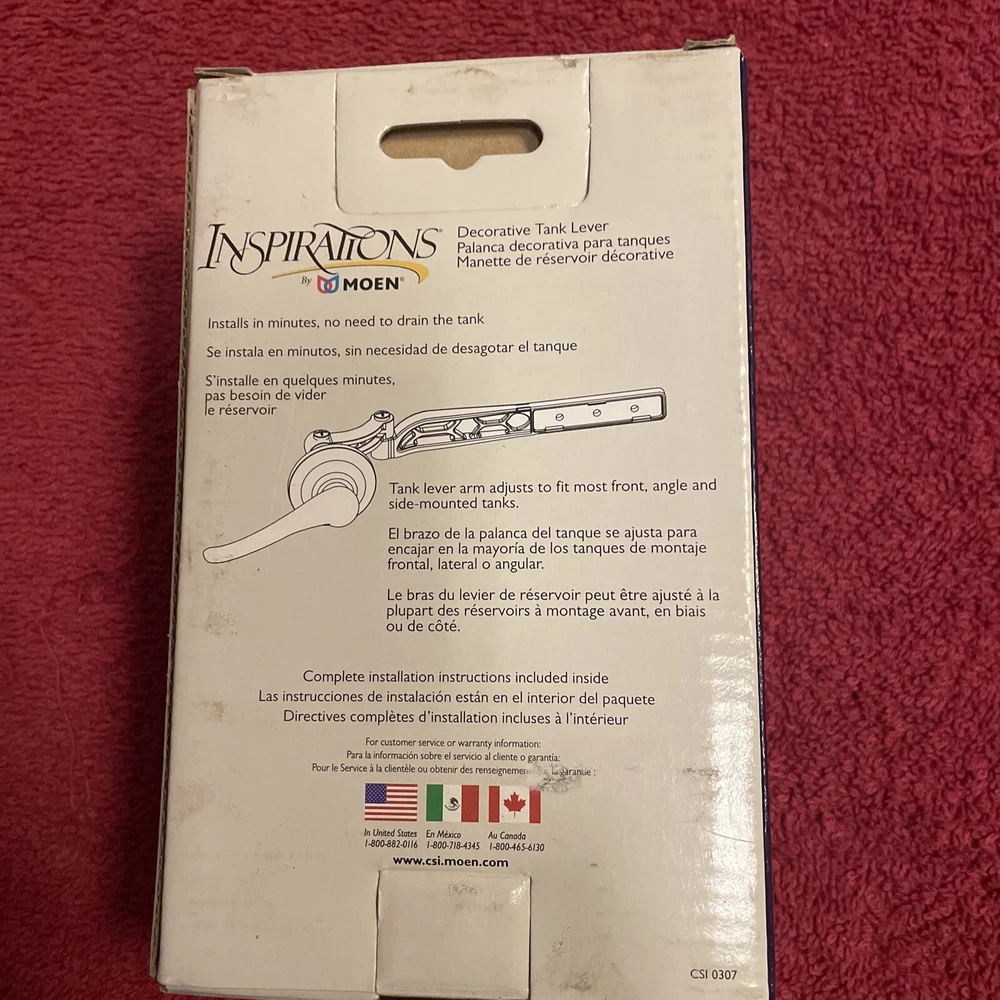 INSPIRATIONS®
By MOEN®
Decorative Tank Lever
Palanca decorativa para tanques
Manette de réservoir décorative
Installs in minutes, no need to drain the tank
Se instala en minutos, sin necesidad de desagotar el tanque
S'installe en quelques minutes,
pas besoin de vider
le réservoir
Tank lever arm adjusts to fit most front, angle and
side-mounted tanks.
El brazo de la palanca del tanque se ajusta para
encajar en la mayoría de los tanques de montaje
frontal, lateral o angular.
Le bras du levier de réservoir peut être ajusté à la
plupart des réservoirs à montage avant, en biais
ou de côté.
Complete installation instructions included inside
Las instrucciones de instalación están en el interior del paquete
Directives complètes d'installation incluses à l'intérieur
For customer service or warranty information:
Para la información sobre el servicio al cliente o garantía:
Pour le Service à la clientèle ou obtenir des garantie :
In United States En México Au Canada
1-800-882-0116 1-800-718-4345 1-800-465-6130
www.csi.moen.com
CSI 0307